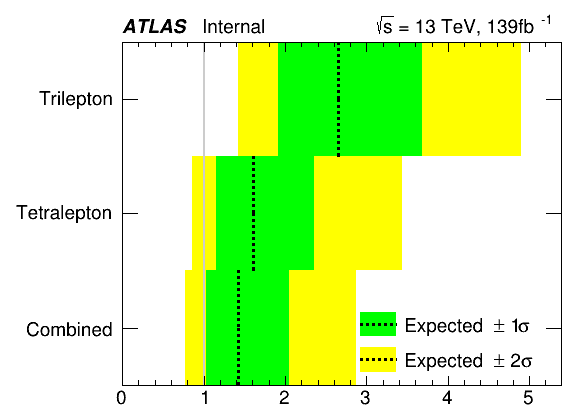 ATLAS Internal √s = 13 TeV, 139fb⁻¹
Trilepton
Tetralepton
Combined
Expected ± 1σ
Expected ± 2σ
0 1 2 3 4 5